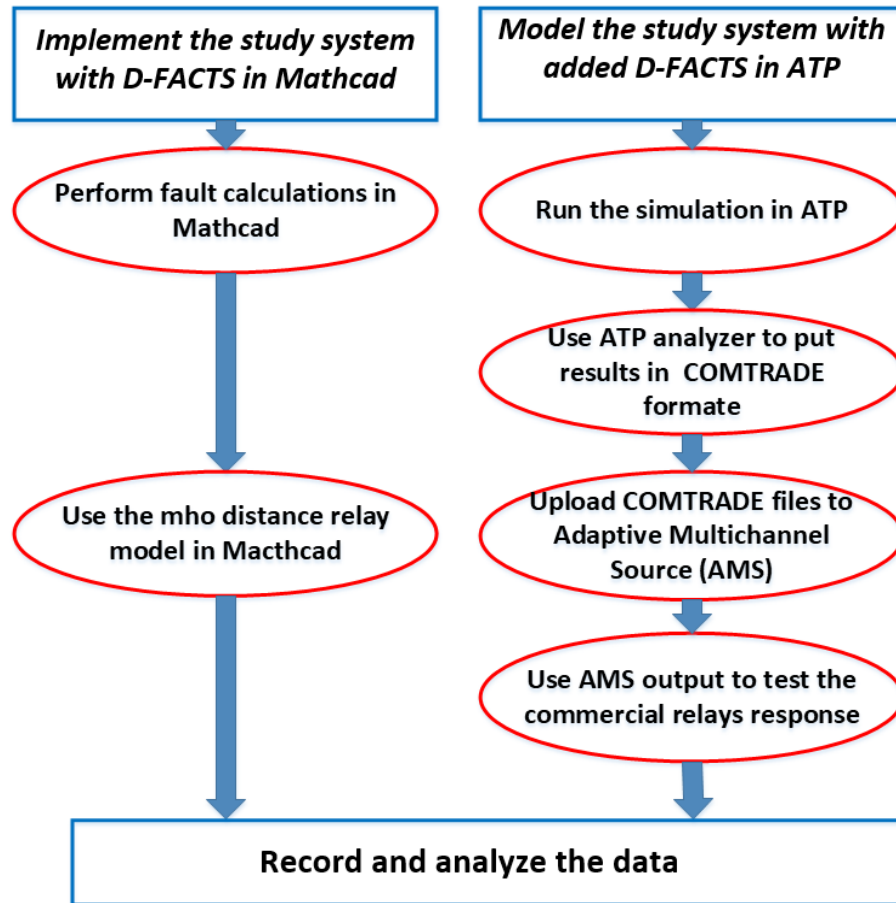 Implement the study system
with D-FACTS in Mathcad
Perform fault calculations in
Mathcad
Use the mho distance relay
model in Macthcad
Model the study system with
added D-FACTS in ATP
Run the simulation in ATP
Use ATP analyzer to put
results in COMTRADE
formate
Upload COMTRADE files to
Adaptive Multichannel
Source (AMS)
Use AMS output to test the
commercial relays response
Record and analyze the data